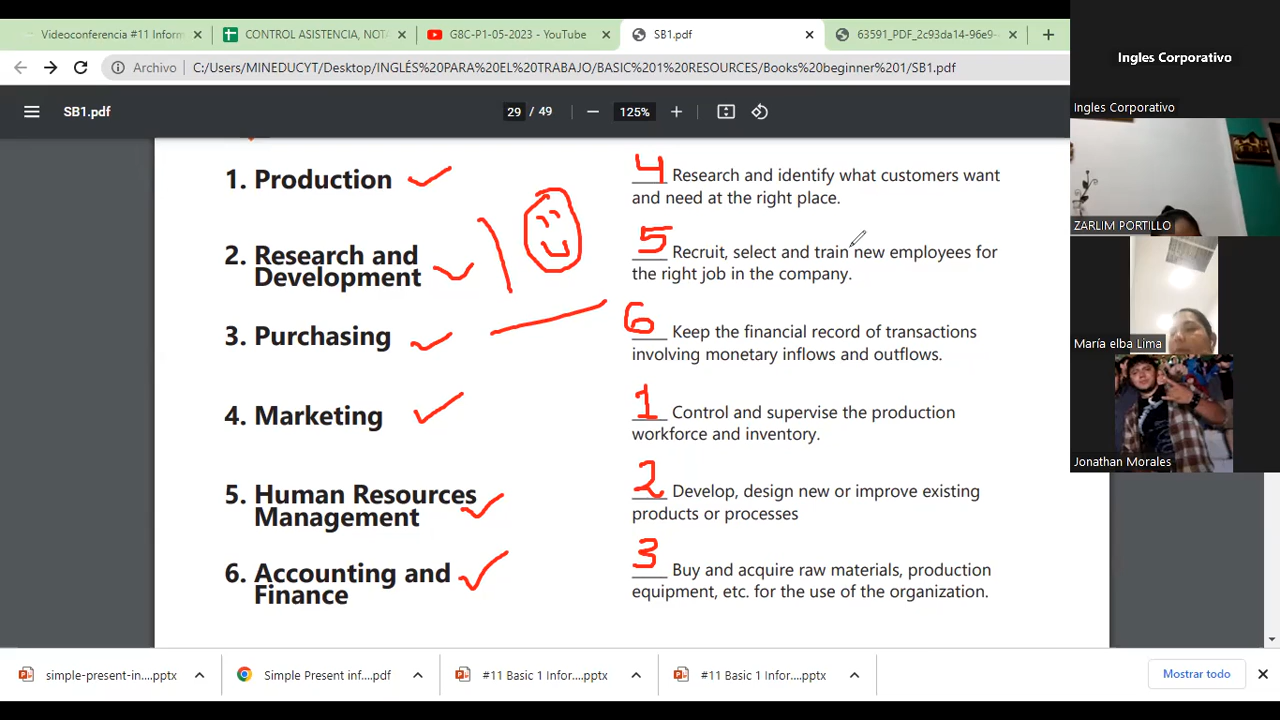 Videoconferencia #11 Inform
CONTROL ASISTENCIA, NOT
G8C-P1-05-2023 - YouTube
SB1.pdf
63591_PDF_2c93da14-96e9-
Archivo
C:/Users/MINEDUCYT/Desktop/INGLÉS%20PARA%20EL%20TRABAJO/BASIC%201%20RESOURCES/Books%20beginner%201/SB1.pdf
SB1.pdf
29 / 49
125%
1. Production
2. Research and
Development
3. Purchasing
4. Marketing
5. Human Resources
Management
6. Accounting and
Finance
4 Research and identify what customers want
and need at the right place.
5 Recruit, select and train new employees for
the right job in the company.
6 Keep the financial record of transactions
involving monetary inflows and outflows.
1 Control and supervise the production
workforce and inventory.
2 Develop, design new or improve existing
products or processes
3 Buy and acquire raw materials, production
equipment, etc. for the use of the organization.
10
Ingles Corporativo
Ingles Corporativo
ZARLIM PORTILLO
María elba Lima
Jonathan Morales
simple-present-in....pptx
Simple Present inf....pdf
#11 Basic 1 Infor....pptx
#11 Basic 1 Infor....pptx
Mostrar todo